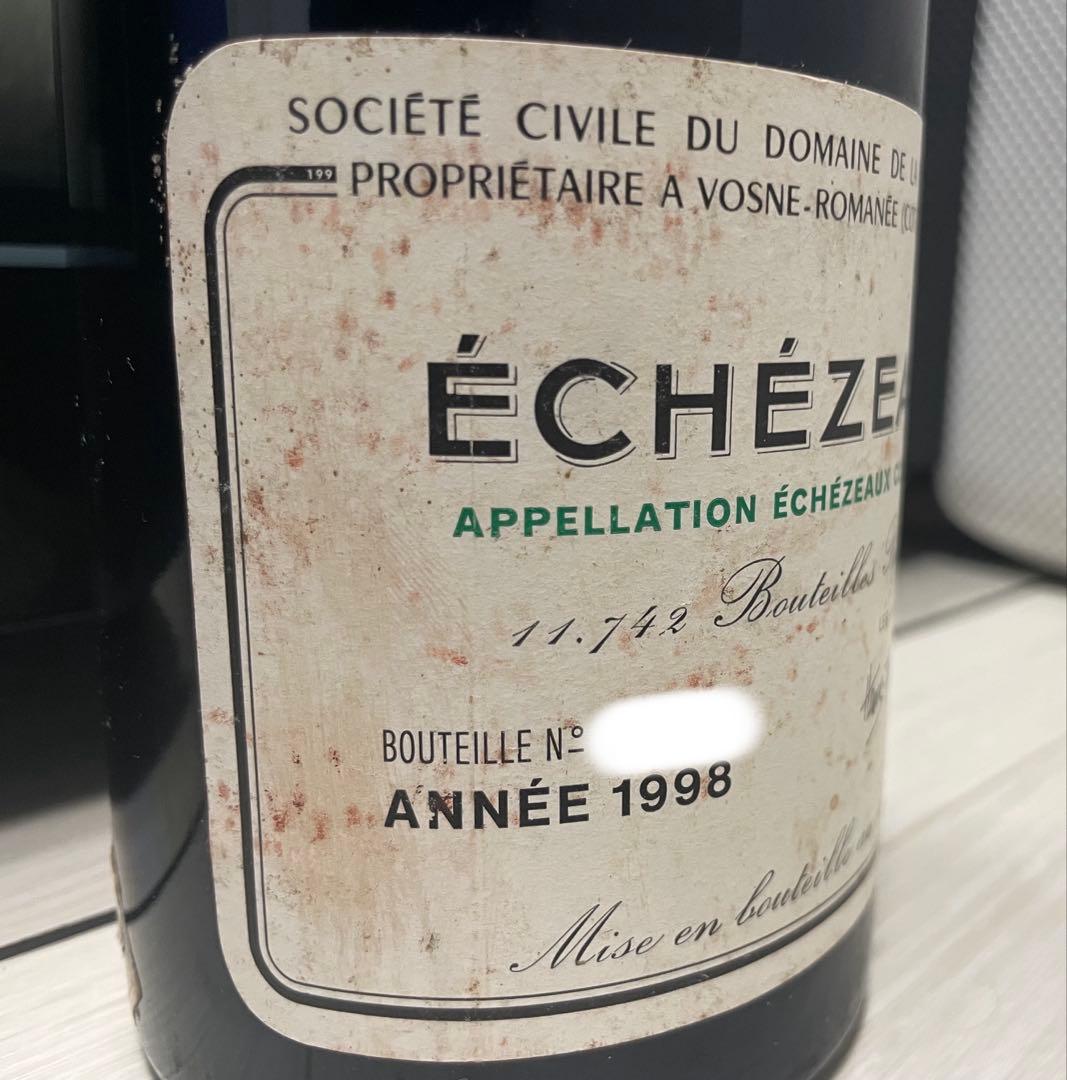 SOCIÉTÉ CIVILE DU DOMAINE DE
199
PROPRIÉTAIRE A VOSNE-ROMANÉE
ÉCHÉZEA
APPELLATION ÉCHÉZEAUX
11.742 Bouteilles
BOUTEILLE Nº
ANNÉE 1998
Mise en bouteille